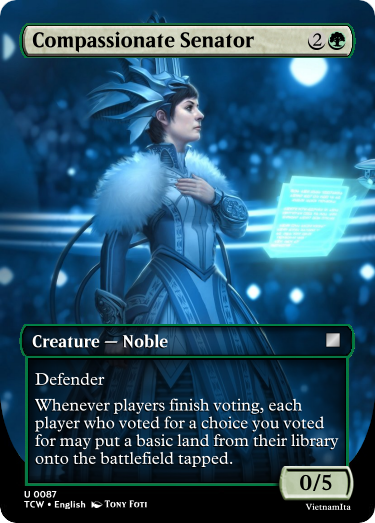 Compassionate Senator 2
Creature — Noble
Defender
Whenever players finish voting, each
player who voted for a choice you voted
for may put a basic land from their library
onto the battlefield tapped.
0/5
U 0087
TCW • English Tony Foti
VietnamIta